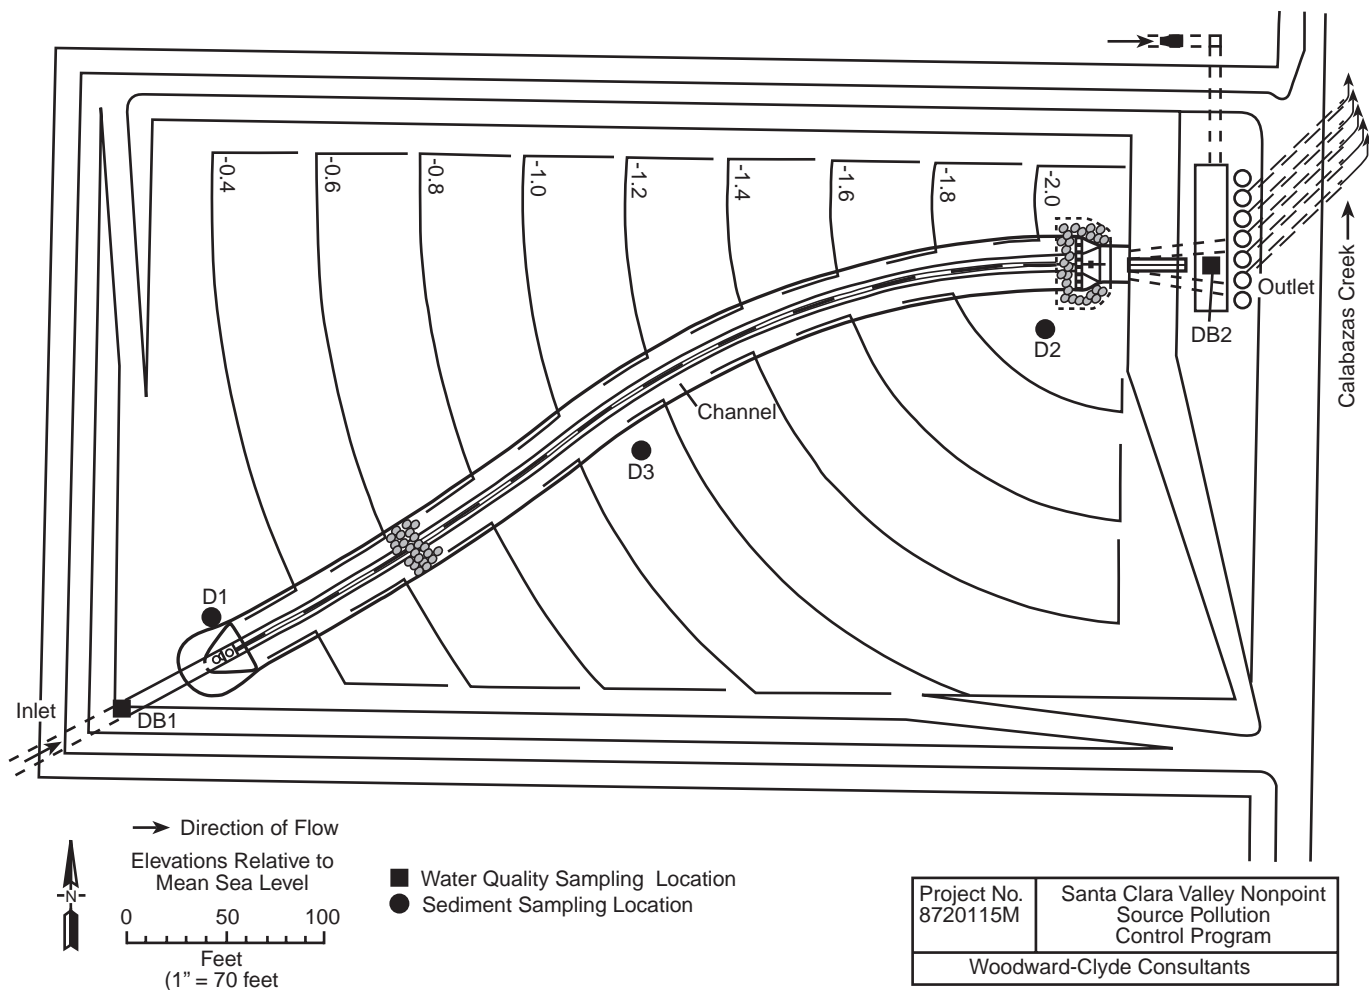 -0.4
-0.6
-0.8
-1.0
-1.2
-1.4
-1.6
-1.8
-2.0
Outlet
DB2
Calabazas Creek
D2
Channel
D3
D1
Inlet
DB1
Direction of Flow
Elevations Relative to
Mean Sea Level
N
0 50 100
Feet
(1” = 70 feet
Water Quality Sampling Location
Sediment Sampling Location
Project No.
8720115M
Santa Clara Valley Nonpoint
Source Pollution
Control Program
Woodward-Clyde Consultants